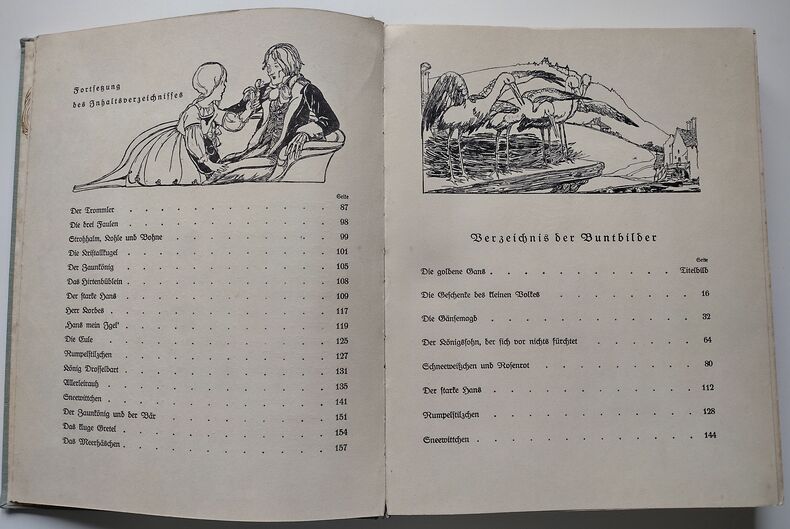 Fortsetzung
des Inhaltsverzeichnisses
Seite
Der Trommler 87
Die drei Faulen 98
Strohhalm, Kohle und Bohne 99
Die Kristallkugel 101
Der Zaunkönig 105
Das Hirtenbüblein 108
Der starke Hans 109
Herr Korbes 117
‚Hans mein Igel‘ 119
Die Eule 125
Rumpelstilzchen 127
König Drosselbart 131
Allerleirauh 135
Sneewittchen 141
Der Zaunkönig und der Bär 151
Das kluge Gretel 154
Das Meerhäschen 157
Verzeichnis der Buntbilder
Seite
Die goldene Gans Titelbild
Die Geschenke des kleinen Volkes 16
Die Gänsemagd 32
Der Königssohn, der sich vor nichts fürchtet 64
Schneeweißchen und Rosenrot 80
Der starke Hans 112
Rumpelstilzchen 128
Sneewittchen 144